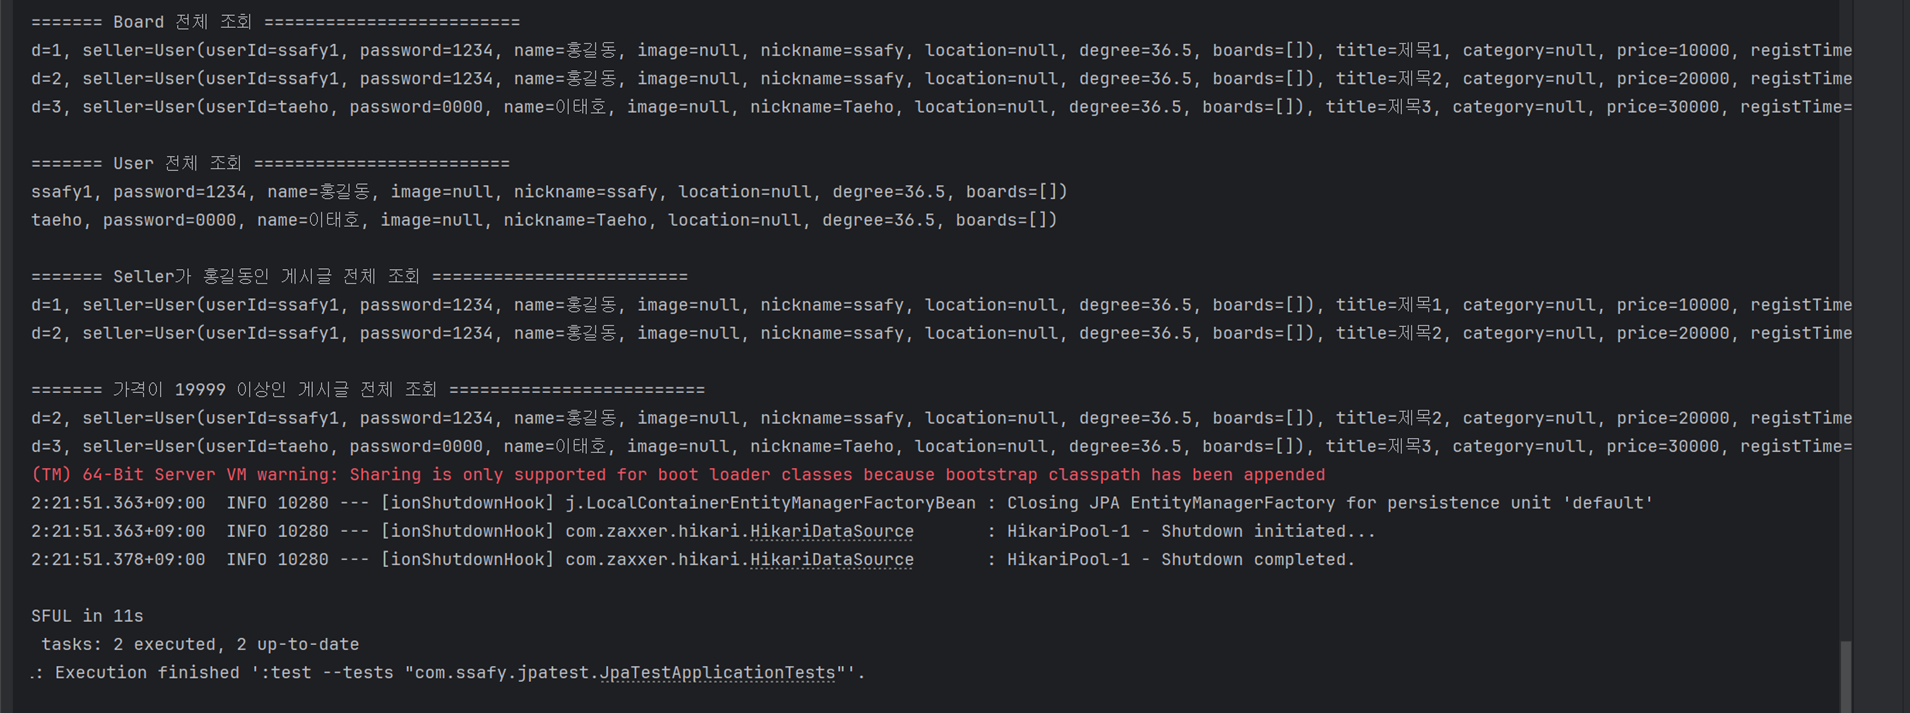 ======= Board 전체 조회 =========================
d=1, seller=User(userId=ssafy1, password=1234, name=홍길동, image=null, nickname=ssafy, location=null, degree=36.5, boards=[]), title=제목1, category=null, price=10000, registTime
d=2, seller=User(userId=ssafy1, password=1234, name=홍길동, image=null, nickname=ssafy, location=null, degree=36.5, boards=[]), title=제목2, category=null, price=20000, registTime
d=3, seller=User(userId=taeho, password=0000, name=이태호, image=null, nickname=Taeho, location=null, degree=36.5, boards=[]), title=제목3, category=null, price=30000, registTime=
======= User 전체 조회 =========================
ssafy1, password=1234, name=홍길동, image=null, nickname=ssafy, location=null, degree=36.5, boards=[])
taeho, password=0000, name=이태호, image=null, nickname=Taeho, location=null, degree=36.5, boards=[])
======= Seller가 홍길동인 게시글 전체 조회 =========================
d=1, seller=User(userId=ssafy1, password=1234, name=홍길동, image=null, nickname=ssafy, location=null, degree=36.5, boards=[]), title=제목1, category=null, price=10000, registTime
d=2, seller=User(userId=ssafy1, password=1234, name=홍길동, image=null, nickname=ssafy, location=null, degree=36.5, boards=[]), title=제목2, category=null, price=20000, registTime
======= 가격이 19999 이상인 게시글 전체 조회 =========================
d=2, seller=User(userId=ssafy1, password=1234, name=홍길동, image=null, nickname=ssafy, location=null, degree=36.5, boards=[]), title=제목2, category=null, price=20000, registTime
d=3, seller=User(userId=taeho, password=0000, name=이태호, image=null, nickname=Taeho, location=null, degree=36.5, boards=[]), title=제목3, category=null, price=30000, registTime=
(TM) 64-Bit Server VM warning: Sharing is only supported for boot loader classes because bootstrap classpath has been appended
2:21:51.363+09:00  INFO 10280 --- [ionShutdownHook] j.LocalContainerEntityManagerFactoryBean : Closing JPA EntityManagerFactory for persistence unit 'default'
2:21:51.363+09:00  INFO 10280 --- [ionShutdownHook] com.zaxxer.hikari.HikariDataSource       : HikariPool-1 - Shutdown initiated...
2:21:51.378+09:00  INFO 10280 --- [ionShutdownHook] com.zaxxer.hikari.HikariDataSource       : HikariPool-1 - Shutdown completed.
SFUL in 11s
tasks: 2 executed, 2 up-to-date
.: Execution finished ':test --tests "com.ssafy.jpatest.JpaTestApplicationTests"'.